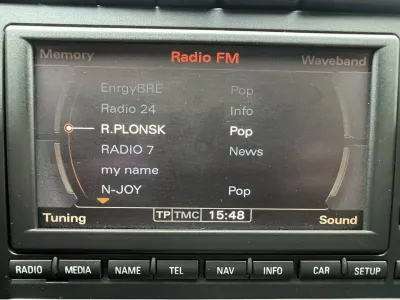 Memory Radio FM Waveband
EnrgyBRE Pop
Radio 24 Info
R.PLONSK Pop
RADIO 7 News
my name
N-JOY Pop
Tuning TP TMC 15:48 Sound
RADIO MEDIA NAME TEL NAV INFO CAR SETUP